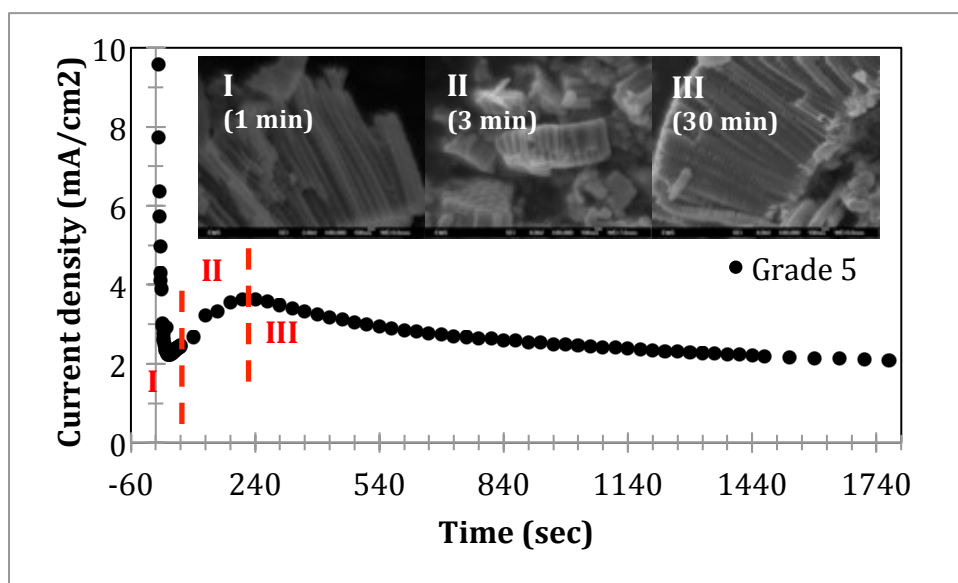 10
8
6
4
2
0
Current density (mA/cm2)
I
(1 min)
II
(3 min)
III
(30 min)
Grade 5
II
III
I
-60 240 540 840 1140 1440 1740
Time (sec)